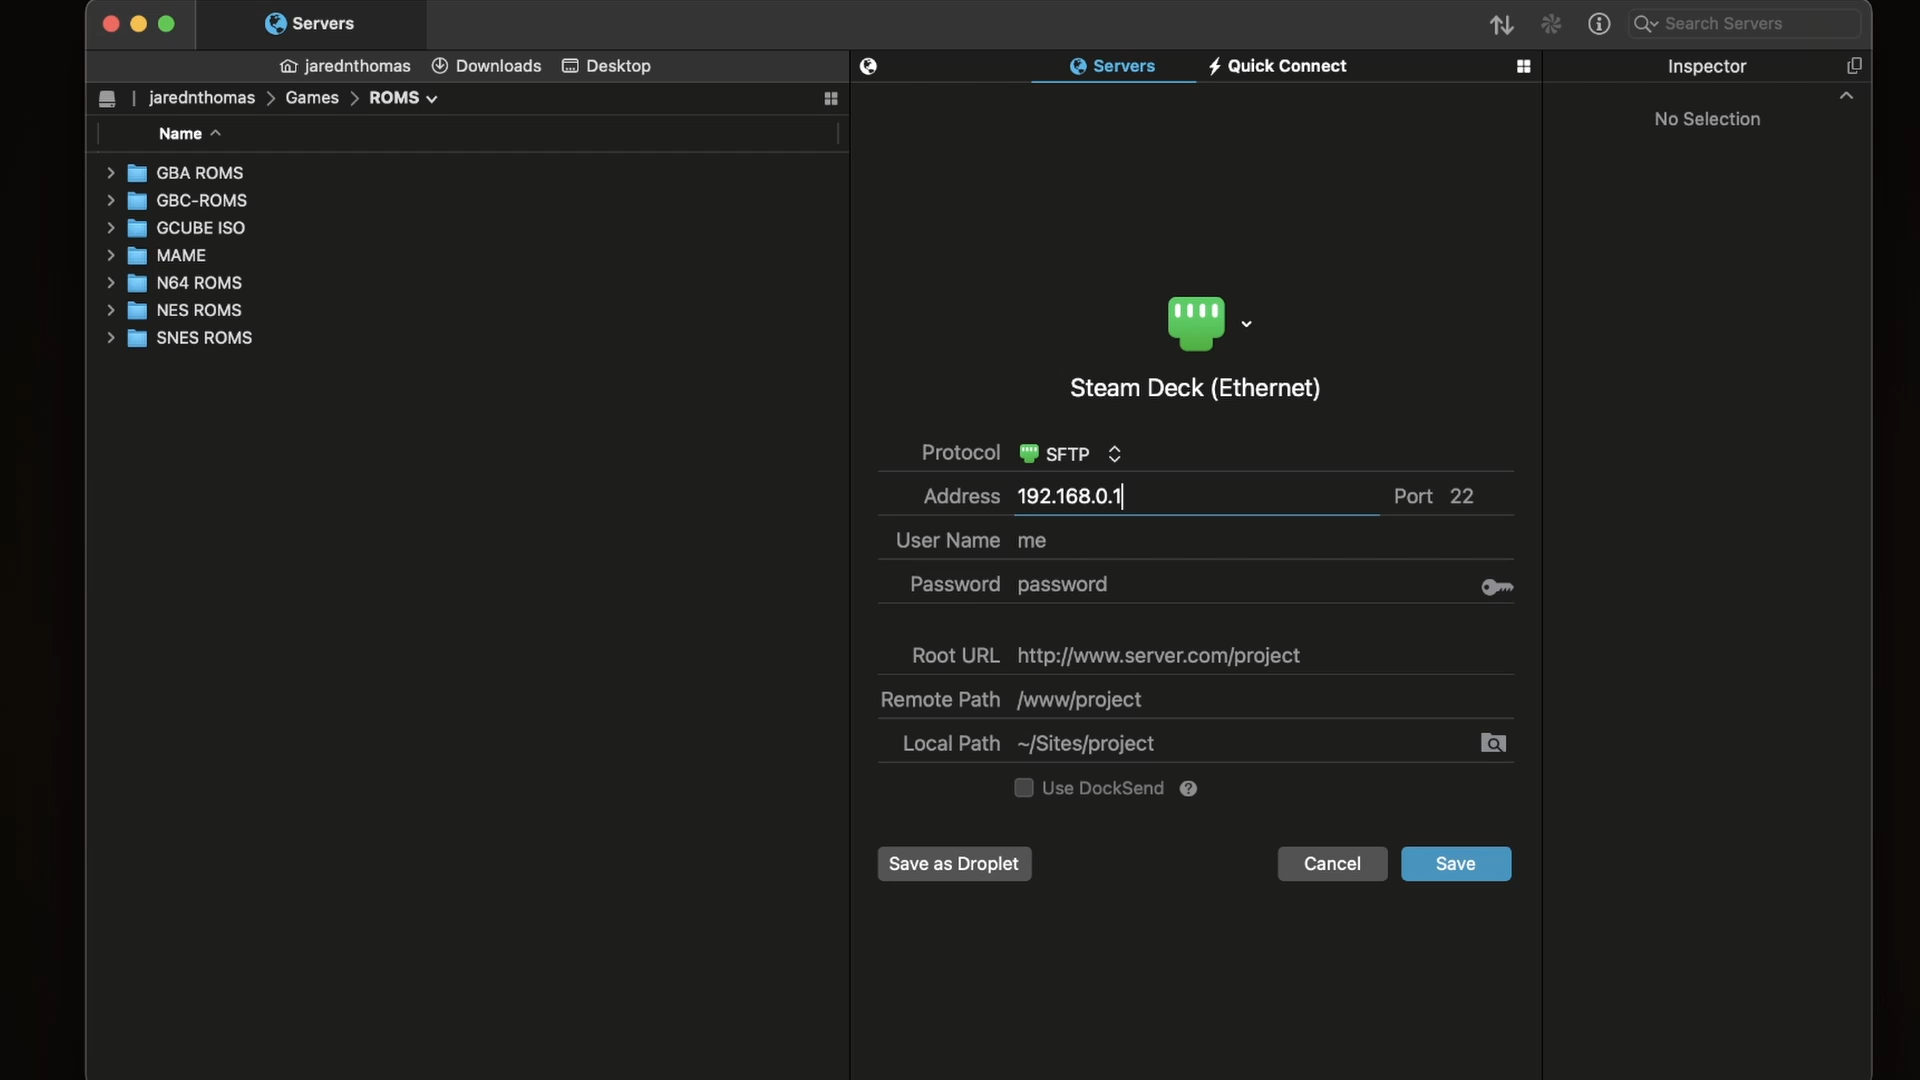 Servers
Search Servers
jarednthomas Downloads Desktop
jarednthomas > Games > ROMS
Name
GBA ROMS
GBC-ROMS
GCUBE ISO
MAME
N64 ROMS
NES ROMS
SNES ROMS
Servers Quick Connect
Steam Deck (Ethernet)
Protocol SFTP
Address 192.168.0.1 Port 22
User Name me
Password password
Root URL http://www.server.com/project
Remote Path /www/project
Local Path ~/Sites/project
Use DockSend ?
Save as Droplet Cancel Save
Inspector
No Selection